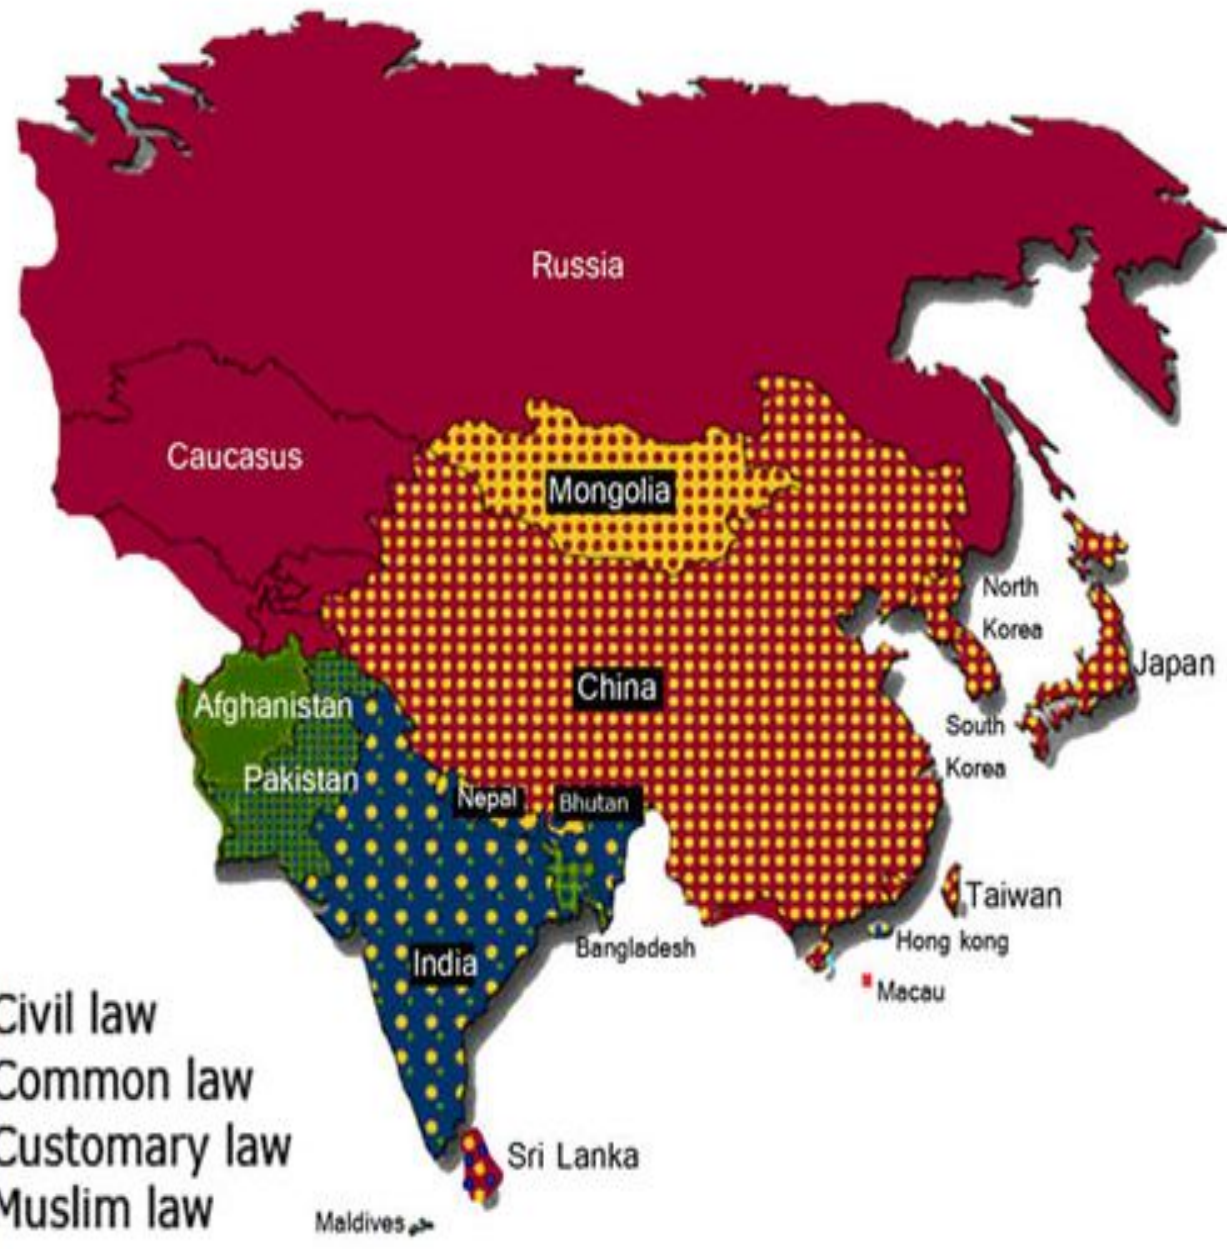 Russia
Caucasus
Mongolia
North
Korea
Japan
China
Afghanistan
South
Korea
Pakistan
Nepal
Bhutan
Taiwan
Hong kong
Bangladesh
India
Macau
Civil law
Common law
Customary law
Muslim law
Sri Lanka
Maldives